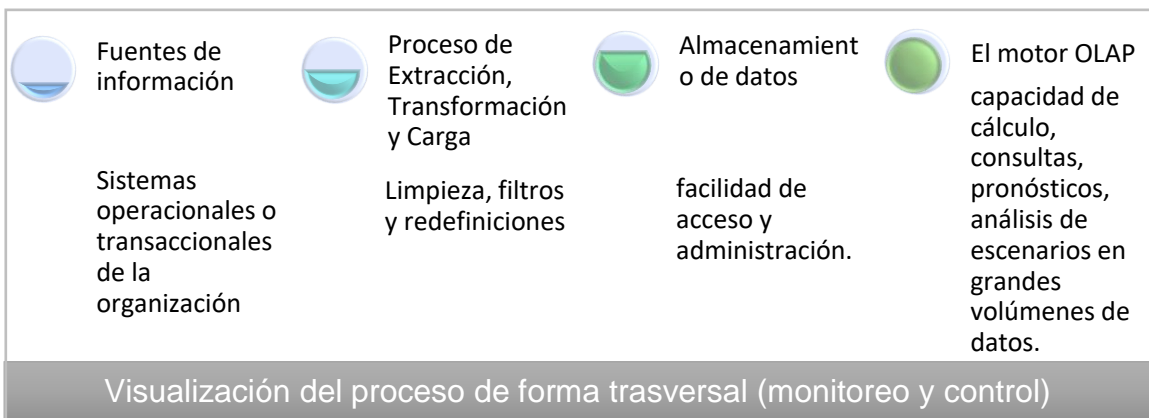 Fuentes de
información
Sistemas
operacionales o
transaccionales
de la
organización
Proceso de
Extracción,
Transformación
y Carga
Limpieza, filtros
y redefiniciones
Almacenamient
o de datos
facilidad de
acceso y
administración.
El motor OLAP
capacidad de
cálculo,
consultas,
pronósticos,
análisis de
escenarios en
grandes
volúmenes de
datos.
Visualización del proceso de forma trasversal (monitoreo y control)